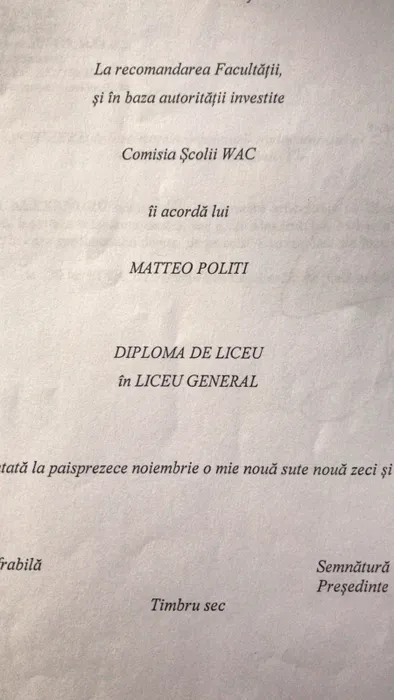 La recomandarea Facultății,
și în baza autorității investite
Comisia Școlii WAC
îi acordă lui
MATTEO POLITI
DIPLOMA DE LICEU
în LICEU GENERAL
tată la paisprezece noiembrie o mie nouă sute nouă zeci și
frabilă
Semnătură
Președinte
Timbru sec